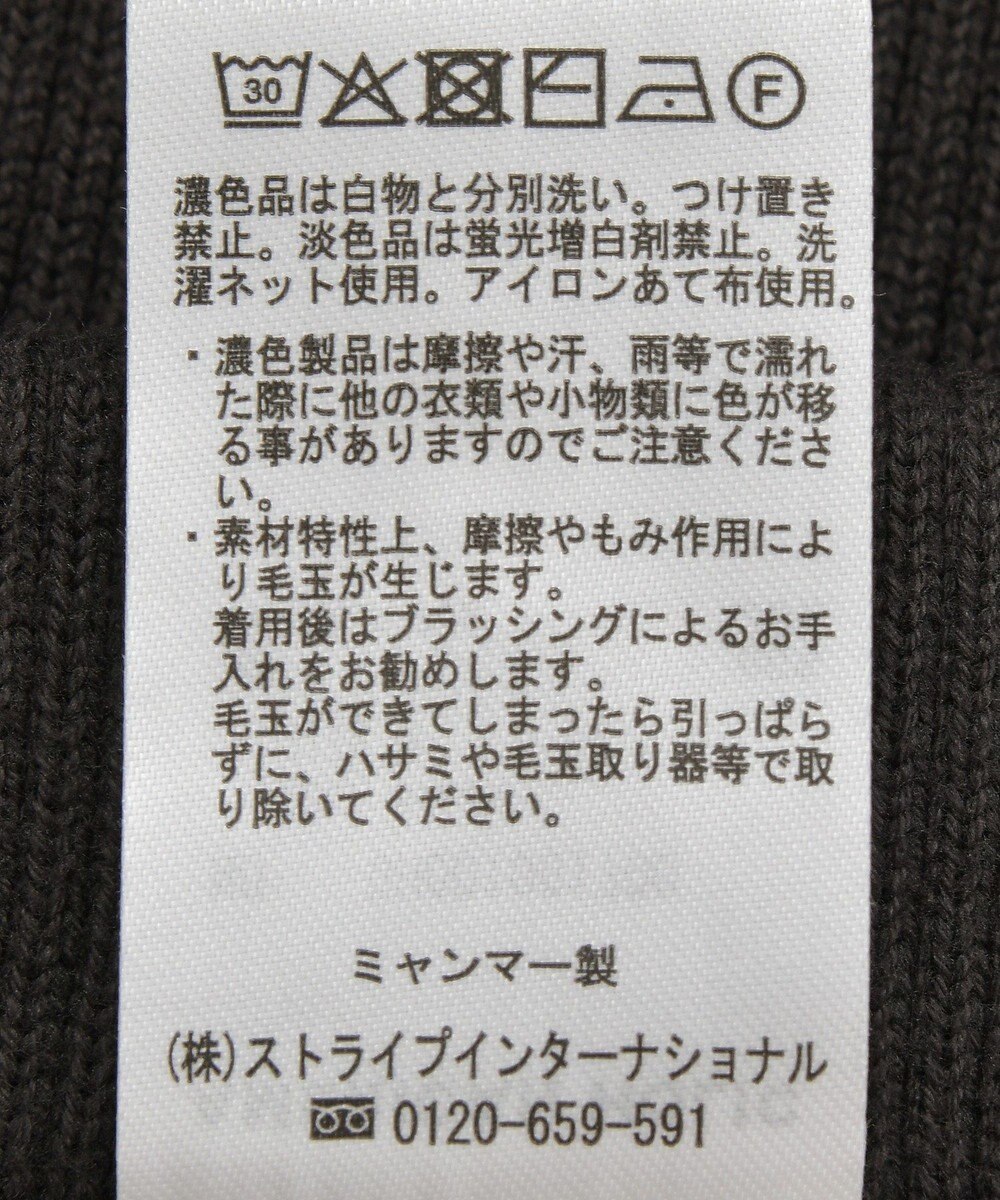 30 F
濃色品は白物と分別洗い。つけ置き
禁止。淡色品は蛍光増白剤禁止。洗
濯ネット使用。アイロンあて布使用。
・濃色製品は摩擦や汗、雨等で濡れ
た際に他の衣類や小物類に色が移
る事がありますのでご注意くださ
い。
・素材特性上、摩擦やもみ作用によ
り毛玉が生じます。
着用後はブラッシングによるお手
入れをお勧めします。
毛玉ができてしまったら引っぱら
ずに、ハサミや毛玉取り器等で取
り除いてください。
ミャンマー製
(株)ストライプインターナショナル
0120-659-591